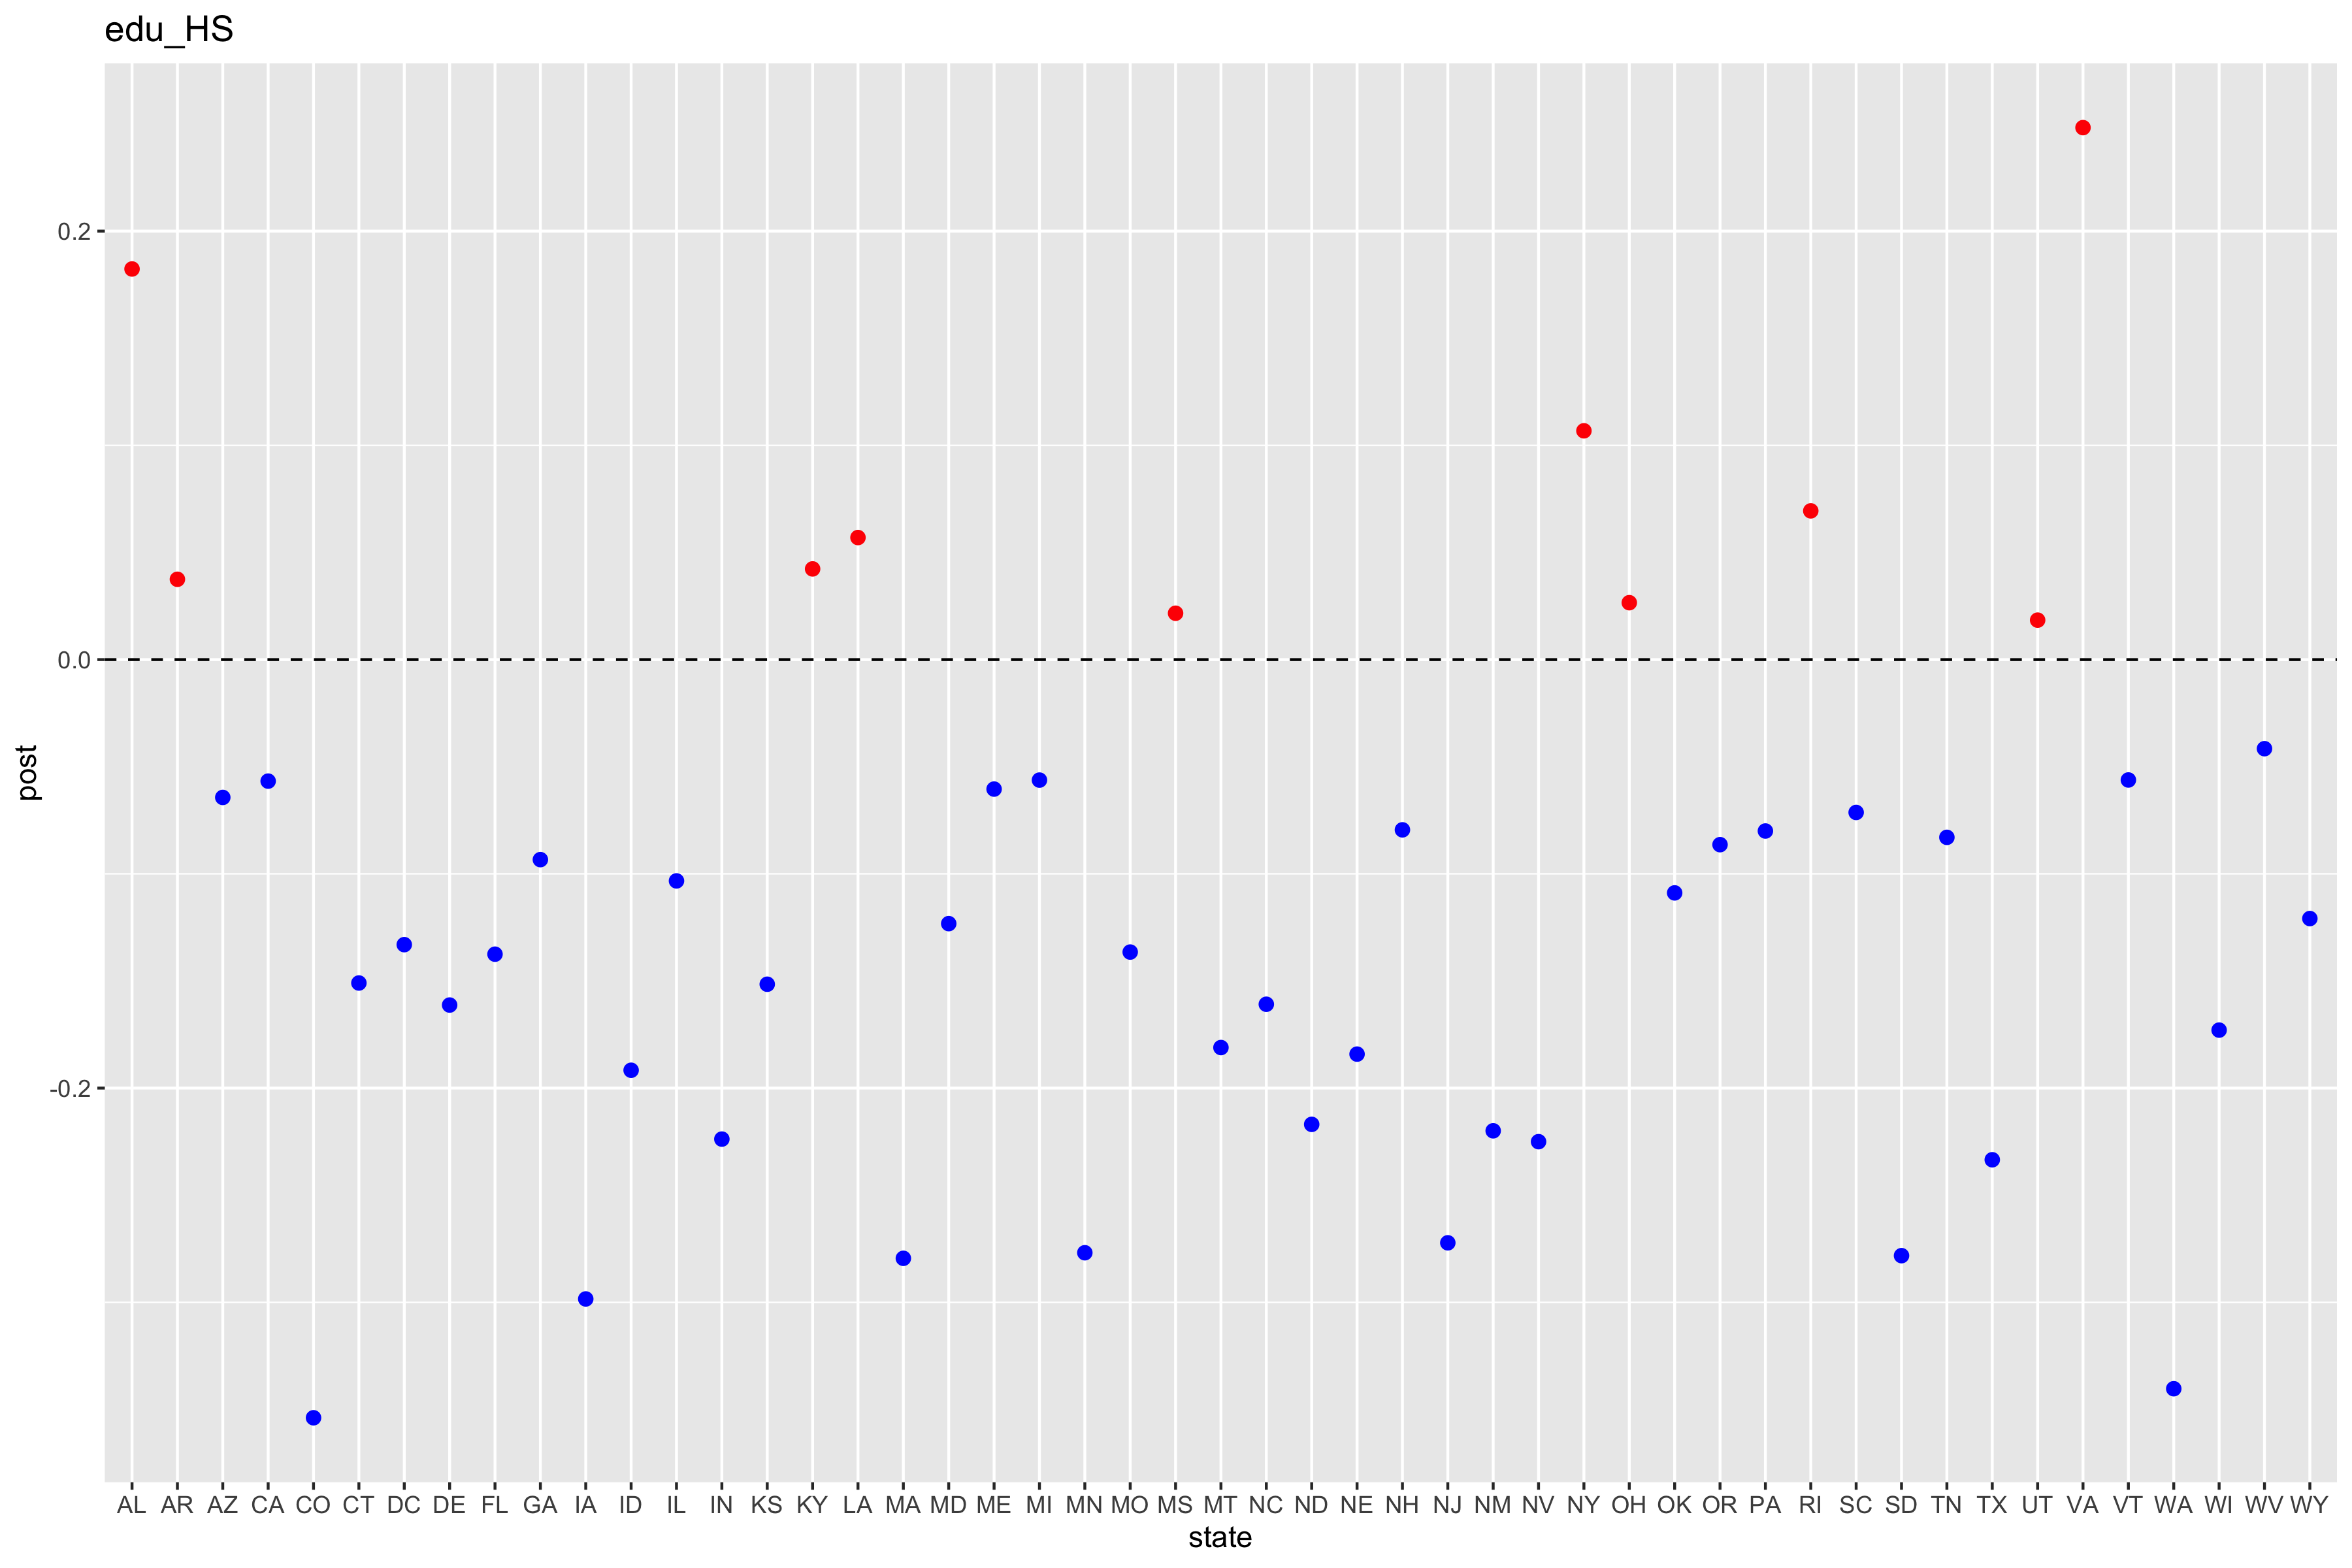 edu_HS
0.2
0.0
-0.2
post
AL AR AZ CA CO CT DC DE FL GA IA ID IL IN KS KY LA MA MD ME MI MN MO MS MT NC ND NE NH NJ NM NV NY OH OK OR PA RI SC SD TN TX UT VA VT WA WI WV WY
state